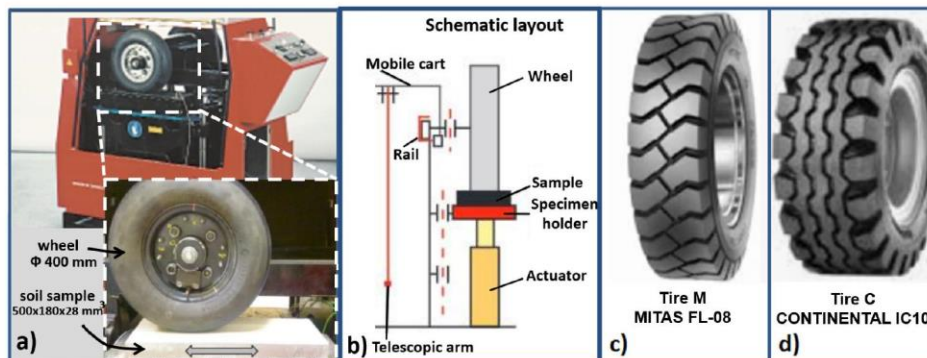 wheel
Φ 400 mm
soil sample
500x180x28 mm³
a)
Schematic layout
Mobile cart
Wheel
Rail
Sample
Specimen
holder
Actuator
b)
Telescopic arm
Tire M
MITAS FL-08
c)
Tire C
CONTINENTAL IC10
d)